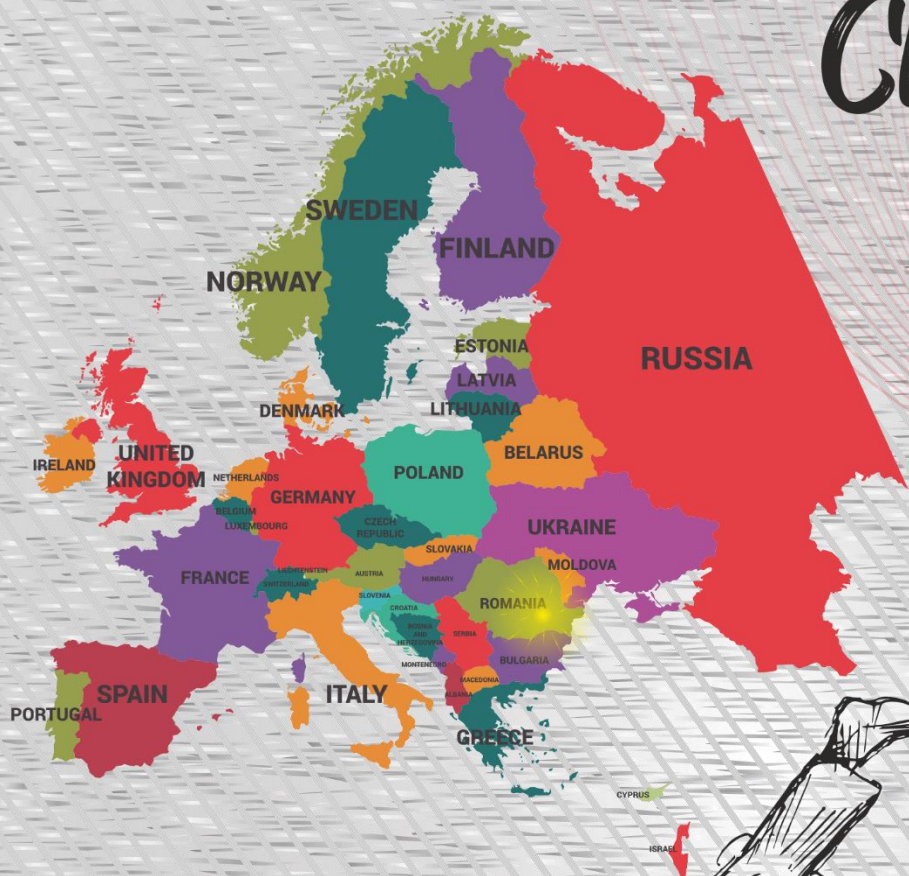 SWEDEN
FINLAND
NORWAY
ESTONIA
RUSSIA
LATVIA
DENMARK
LITHUANIA
IRELAND
UNITED
KINGDOM
NETHERLANDS
GERMANY
POLAND
BELARUS
BELGIUM
LUXEMBOURG
CZECH
REPUBLIC
UKRAINE
SLOVAKIA
MOLDOVA
FRANCE
LIECHTENSTEIN
SWITZERLAND
AUSTRIA
HUNGARY
SLOVENIA
CROATIA
ROMANIA
BOSNIA
AND
HERZEGOVINA
SERBIA
MONTENEGRO
BULGARIA
MACEDONIA
ALBANIA
SPAIN
PORTUGAL
ITALY
GREECE
CYPRUS
ISRAEL